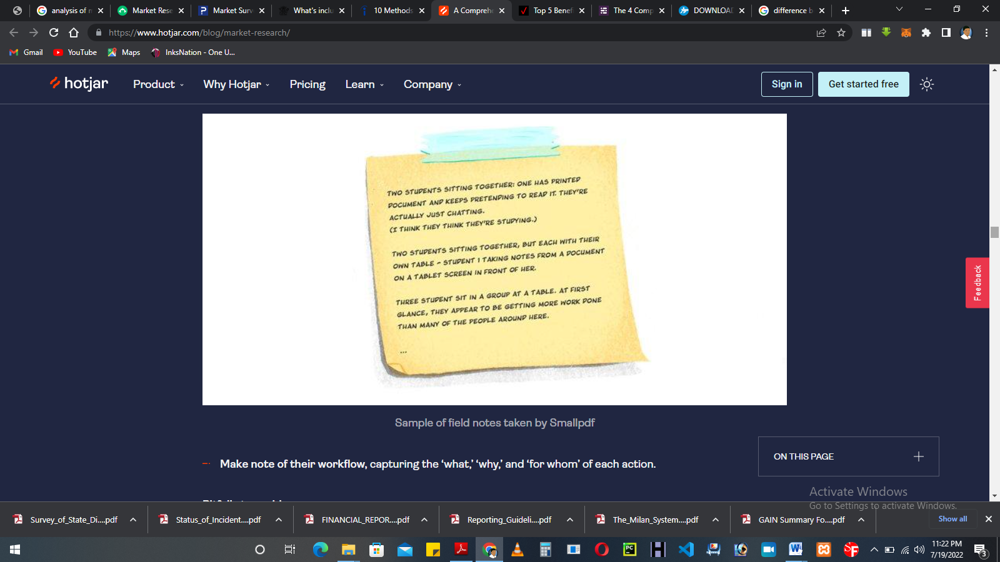 analysis of n
Market Rese
Market Surv
What's inclu
10 Methods
A Comprehe
Top 5 Benef
The 4 Comp
DOWNLOAD
difference b
https://www.hotjar.com/blog/market-research/
Gmail
YouTube
Maps
InksNation - One U...
hotjar
Product
Why Hotjar
Pricing
Learn
Company
Sign in
Get started free
TWO STUDENTS SITTING TOGETHER: ONE HAS PRINTED
DOCUMENT AND KEEPS PRETENDING TO READ IT. THEY'RE
ACTUALLY JUST CHATTING.
(I THINK THEY THINK THEY'RE STUDYING.)
TWO STUDENTS SITTING TOGETHER, BUT EACH WITH THEIR
OWN TABLE - STUDENT 1 TAKING NOTES FROM A DOCUMENT
ON A TABLET SCREEN IN FRONT OF HER.
THREE STUDENT SIT IN A GROUP AT A TABLE. AT FIRST
GLANCE, THEY APPEAR TO BE GETTING MORE WORK DONE
THAN MANY OF THE PEOPLE AROUND HERE.
...
Feedback
Sample of field notes taken by Smallpdf
Make note of their workflow, capturing the ‘what,’ ‘why,’ and ‘for whom’ of each action.
ON THIS PAGE
Activate Windows
Go to Settings to activate Windows.
Survey_of_State_Di....pdf
Status_of_Incident....pdf
FINANCIAL_REPOR....pdf
Reporting_Guideli....pdf
The_Milan_System....pdf
GAIN Summary Fo....pdf
Show all
11:22 PM
7/19/2022
3